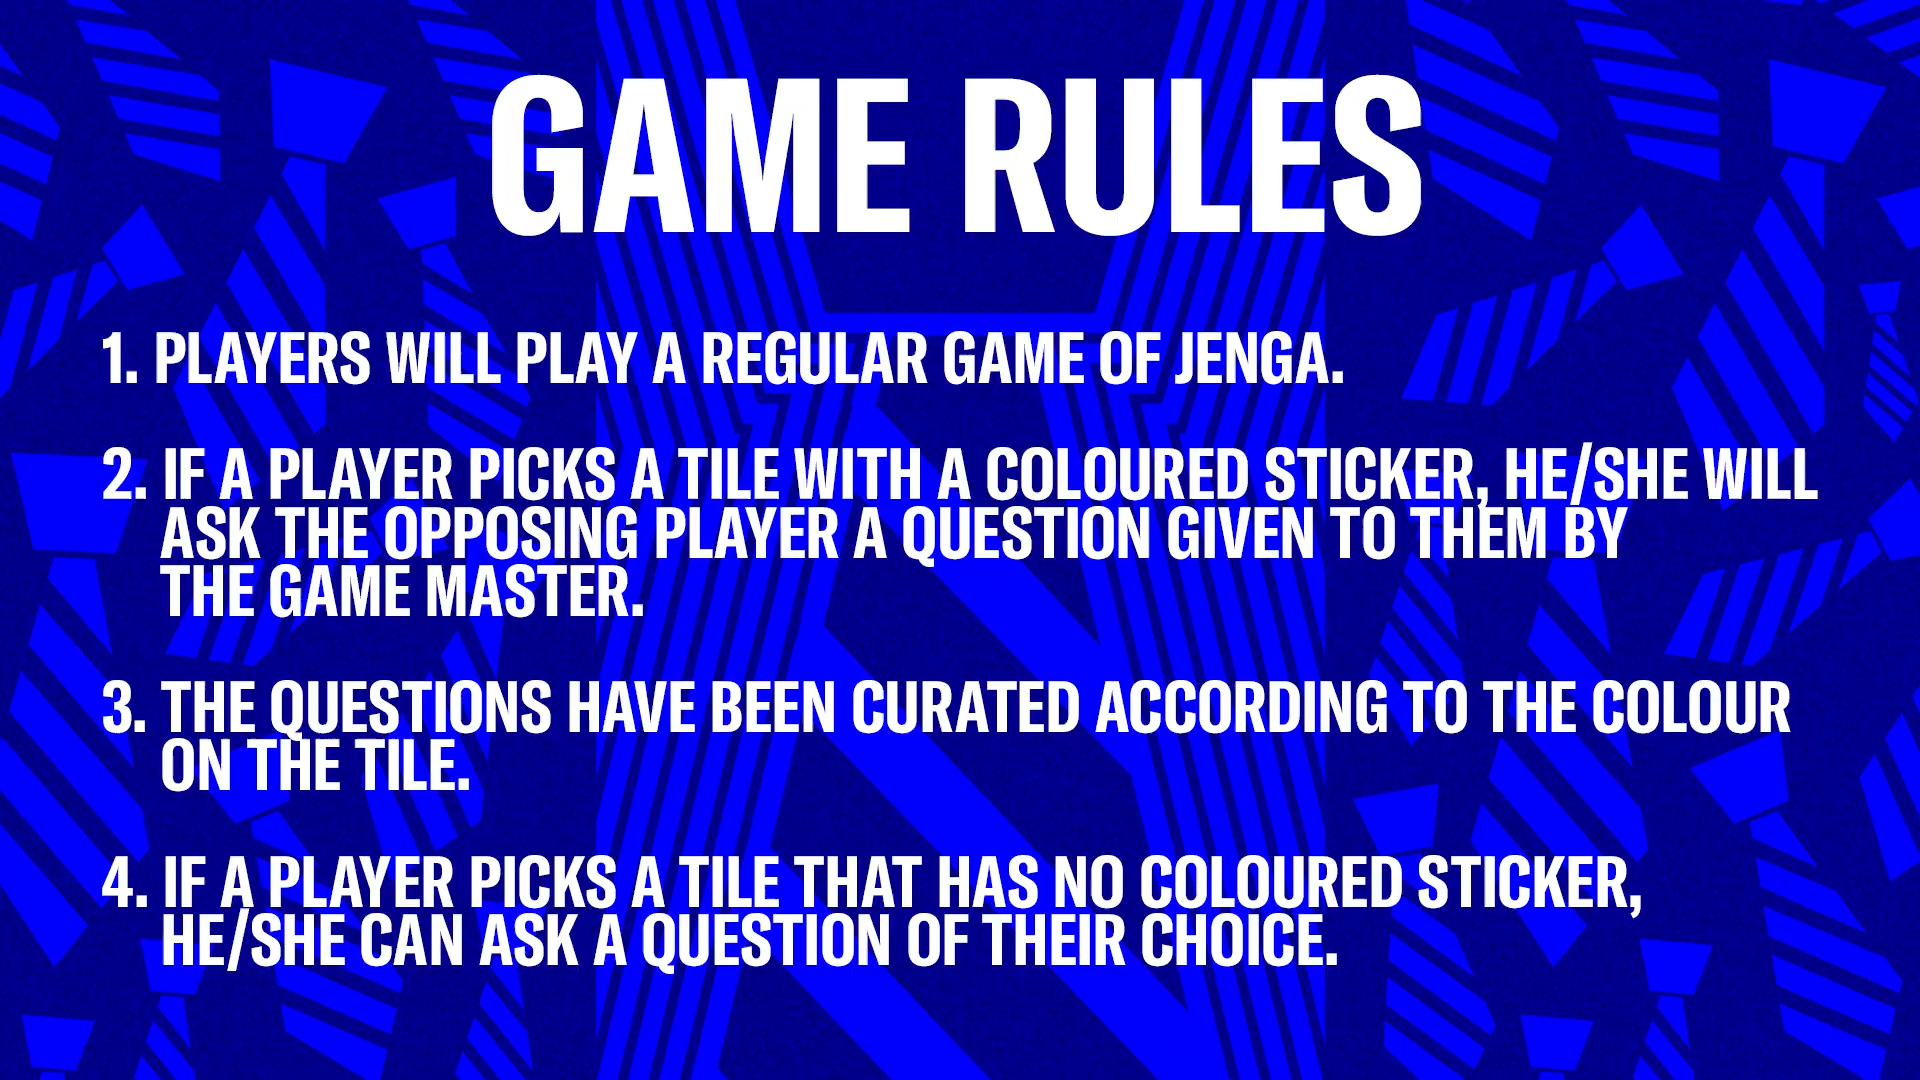 GAME RULES
1. PLAYERS WILL PLAY A REGULAR GAME OF JENGA.
2. IF A PLAYER PICKS A TILE WITH A COLOURED STICKER, HE/SHE WILL
ASK THE OPPOSING PLAYER A QUESTION GIVEN TO THEM BY
THE GAME MASTER.
3. THE QUESTIONS HAVE BEEN CURATED ACCORDING TO THE COLOUR
ON THE TILE.
4. IF A PLAYER PICKS A TILE THAT HAS NO COLOURED STICKER,
HE/SHE CAN ASK A QUESTION OF THEIR CHOICE.